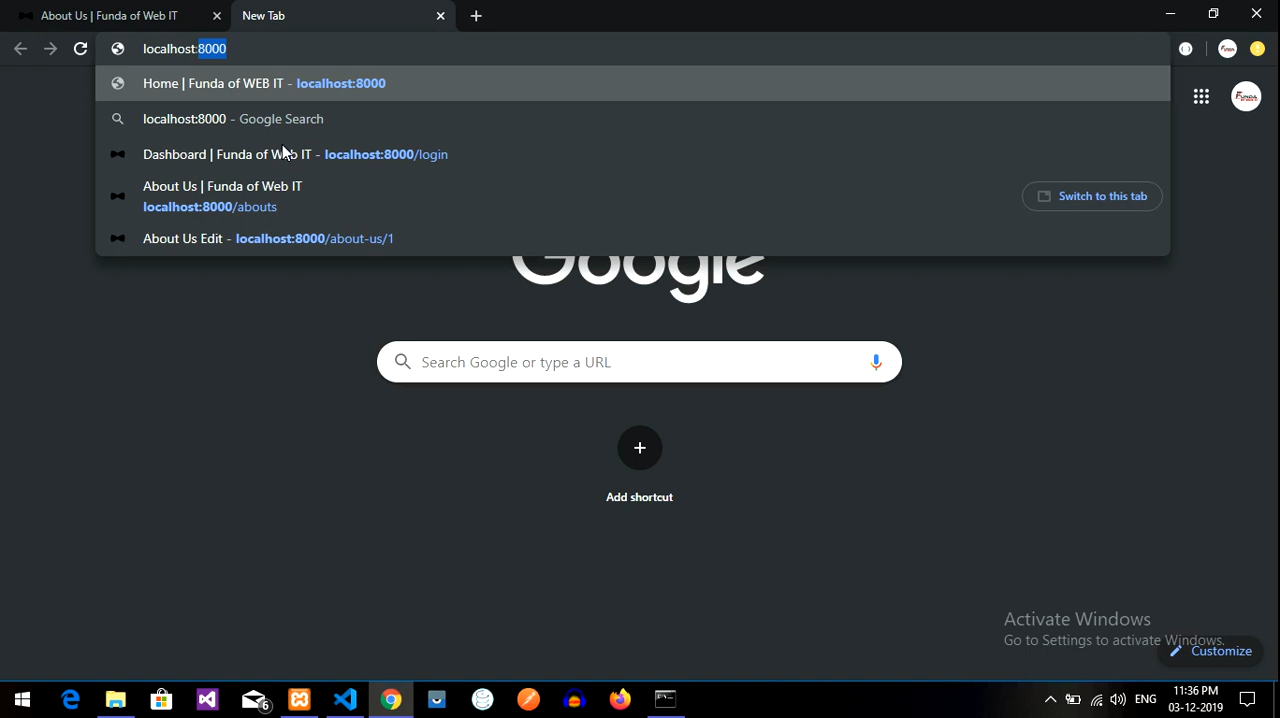 About Us | Funda of Web IT
New Tab
localhost:8000
Home | Funda of WEB IT - localhost:8000
localhost:8000 - Google Search
Dashboard | Funda of Web IT - localhost:8000/login
About Us | Funda of Web IT
localhost:8000/abouts
Switch to this tab
About Us Edit - localhost:8000/about-us/1
Google
Search Google or type a URL
Add shortcut
Activate Windows
Go to Settings to activate Windows.
Customize
6
ENG
11:36 PM
03-12-2019